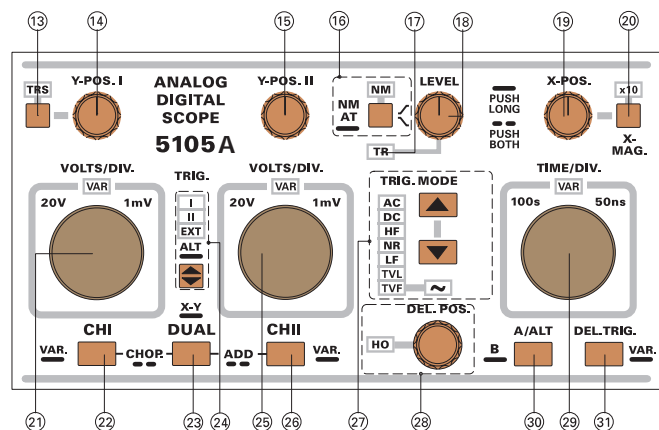 13 14 15 16 17 18 19 20
TRS
Y-POS. I
ANALOG
DIGITAL
SCOPE
5105A
Y-POS. II
NM
AT
NM
LEVEL
TR
PUSH
LONG
PUSH
BOTH
X-POS.
x10
X-
MAG.
VOLTS/DIV.
VAR
20V 1mV
TRIG.
I
II
EXT
ALT
VOLTS/DIV.
VAR
20V 1mV
TRIG. MODE
AC
DC
HF
NR
LF
TVL
TVF ~
TIME/DIV.
VAR
100s 50ns
X-Y
DEL. POS.
HO
CHI DUAL CHII
VAR. CHOP. ADD VAR.
B A/ALT DEL.TRIG. VAR.
21 22 23 24 25 26 27 28 30 29 31